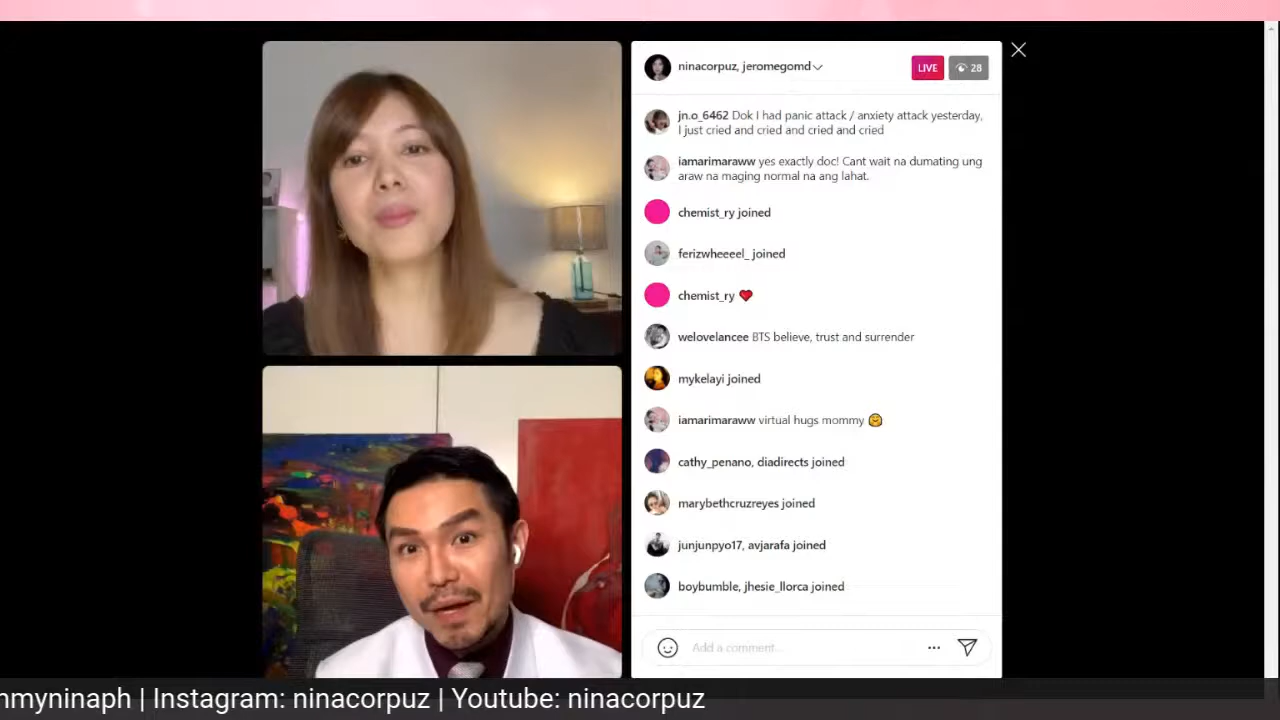 ninacorpuz, jeromegomd
LIVE
28
jn.o_6462 Dok I had panic attack / anxiety attack yesterday,
I just cried and cried and cried and cried
iamarimaraww yes exactly doc! Cant wait na dumating ung
araw na maging normal na ang lahat.
chemist_ry joined
ferizwheeeel_ joined
chemist_ry ❤️
welovelancee BTS believe, trust and surrender
mykelayi joined
iamarimaraww virtual hugs mommy 🤗
cathy_penano, diadirects joined
marybethcruzreyes joined
junjunpyo17, avjarafa joined
boybumble, jhesie_llorca joined
Add a comment...
nmyninaph | Instagram: ninacorpuz | Youtube: ninacorpuz